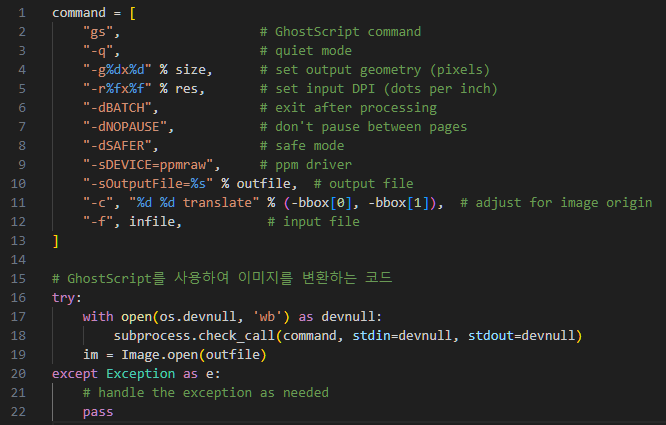 1 command = [
2     "gs",                  # GhostScript command
3     "-q",                  # quiet mode
4     "-g%dx%d" % size,      # set output geometry (pixels)
5     "-r%fx%f" % res,       # set input DPI (dots per inch)
6     "-dBATCH",             # exit after processing
7     "-dNOPAUSE",           # don't pause between pages
8     "-dSAFER",             # safe mode
9     "-sDEVICE=ppmraw",     # ppm driver
10     "-sOutputFile=%s" % outfile,  # output file
11     "-c", "%d %d translate" % (-bbox[0], -bbox[1]),  # adjust for image origin
12     "-f", infile,           # input file
13 ]
14
15 # GhostScript를 사용하여 이미지를 변환하는 코드
16 try:
17     with open(os.devnull, 'wb') as devnull:
18         subprocess.check_call(command, stdin=devnull, stdout=devnull)
19     im = Image.open(outfile)
20 except Exception as e:
21     # handle the exception as needed
22     pass